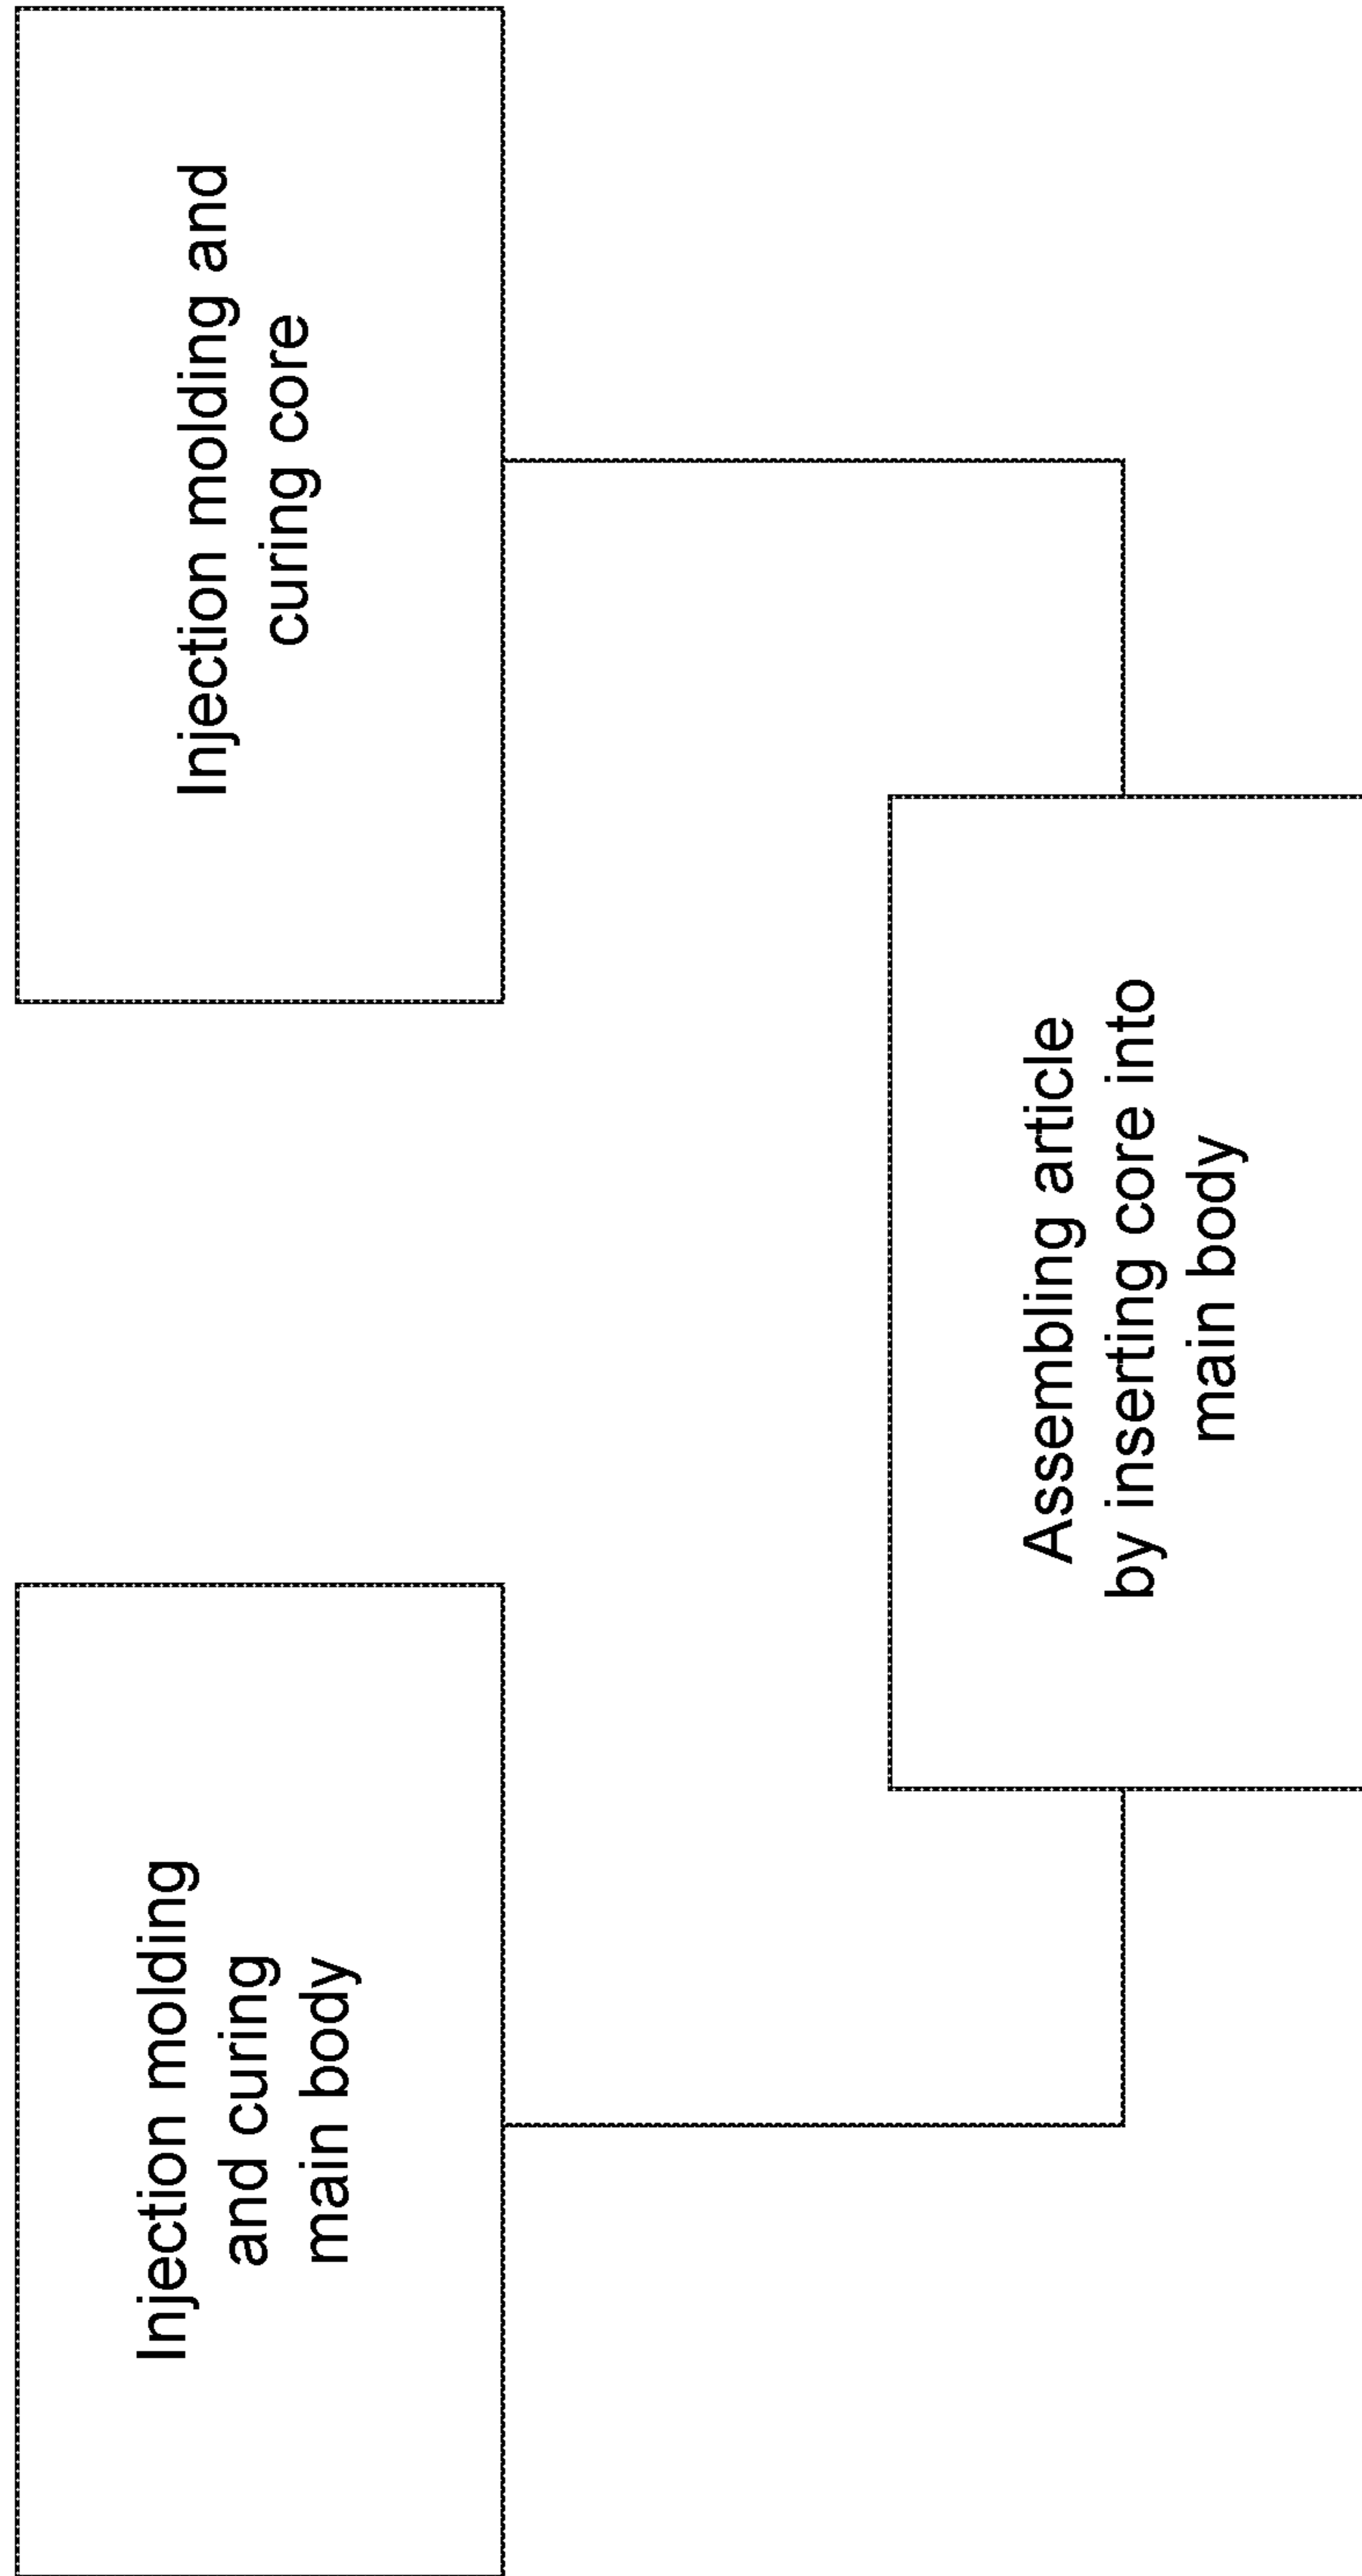 Injection molding
and curing
main body
Injection molding and
curing core
Assembling article
by inserting core into
main body